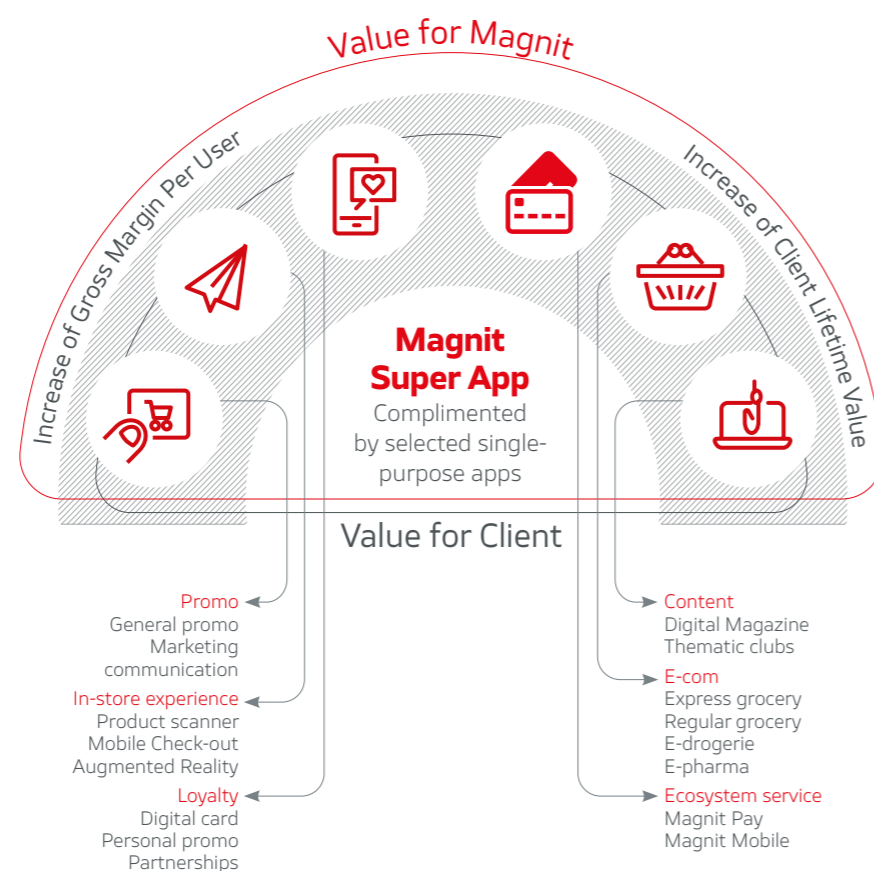 Value for Magnit
Increase of Gross Margin Per User
Increase of Client Lifetime Value
Magnit
Super App
Complimented
by selected single-
purpose apps
Value for Client
Promo
General promo
Marketing
communication
In-store experience
Product scanner
Mobile Check-out
Augmented Reality
Loyalty
Digital card
Personal promo
Partnerships
Content
Digital Magazine
Thematic clubs
E-com
Express grocery
Regular grocery
E-drogerie
E-pharma
Ecosystem service
Magnit Pay
Magnit Mobile